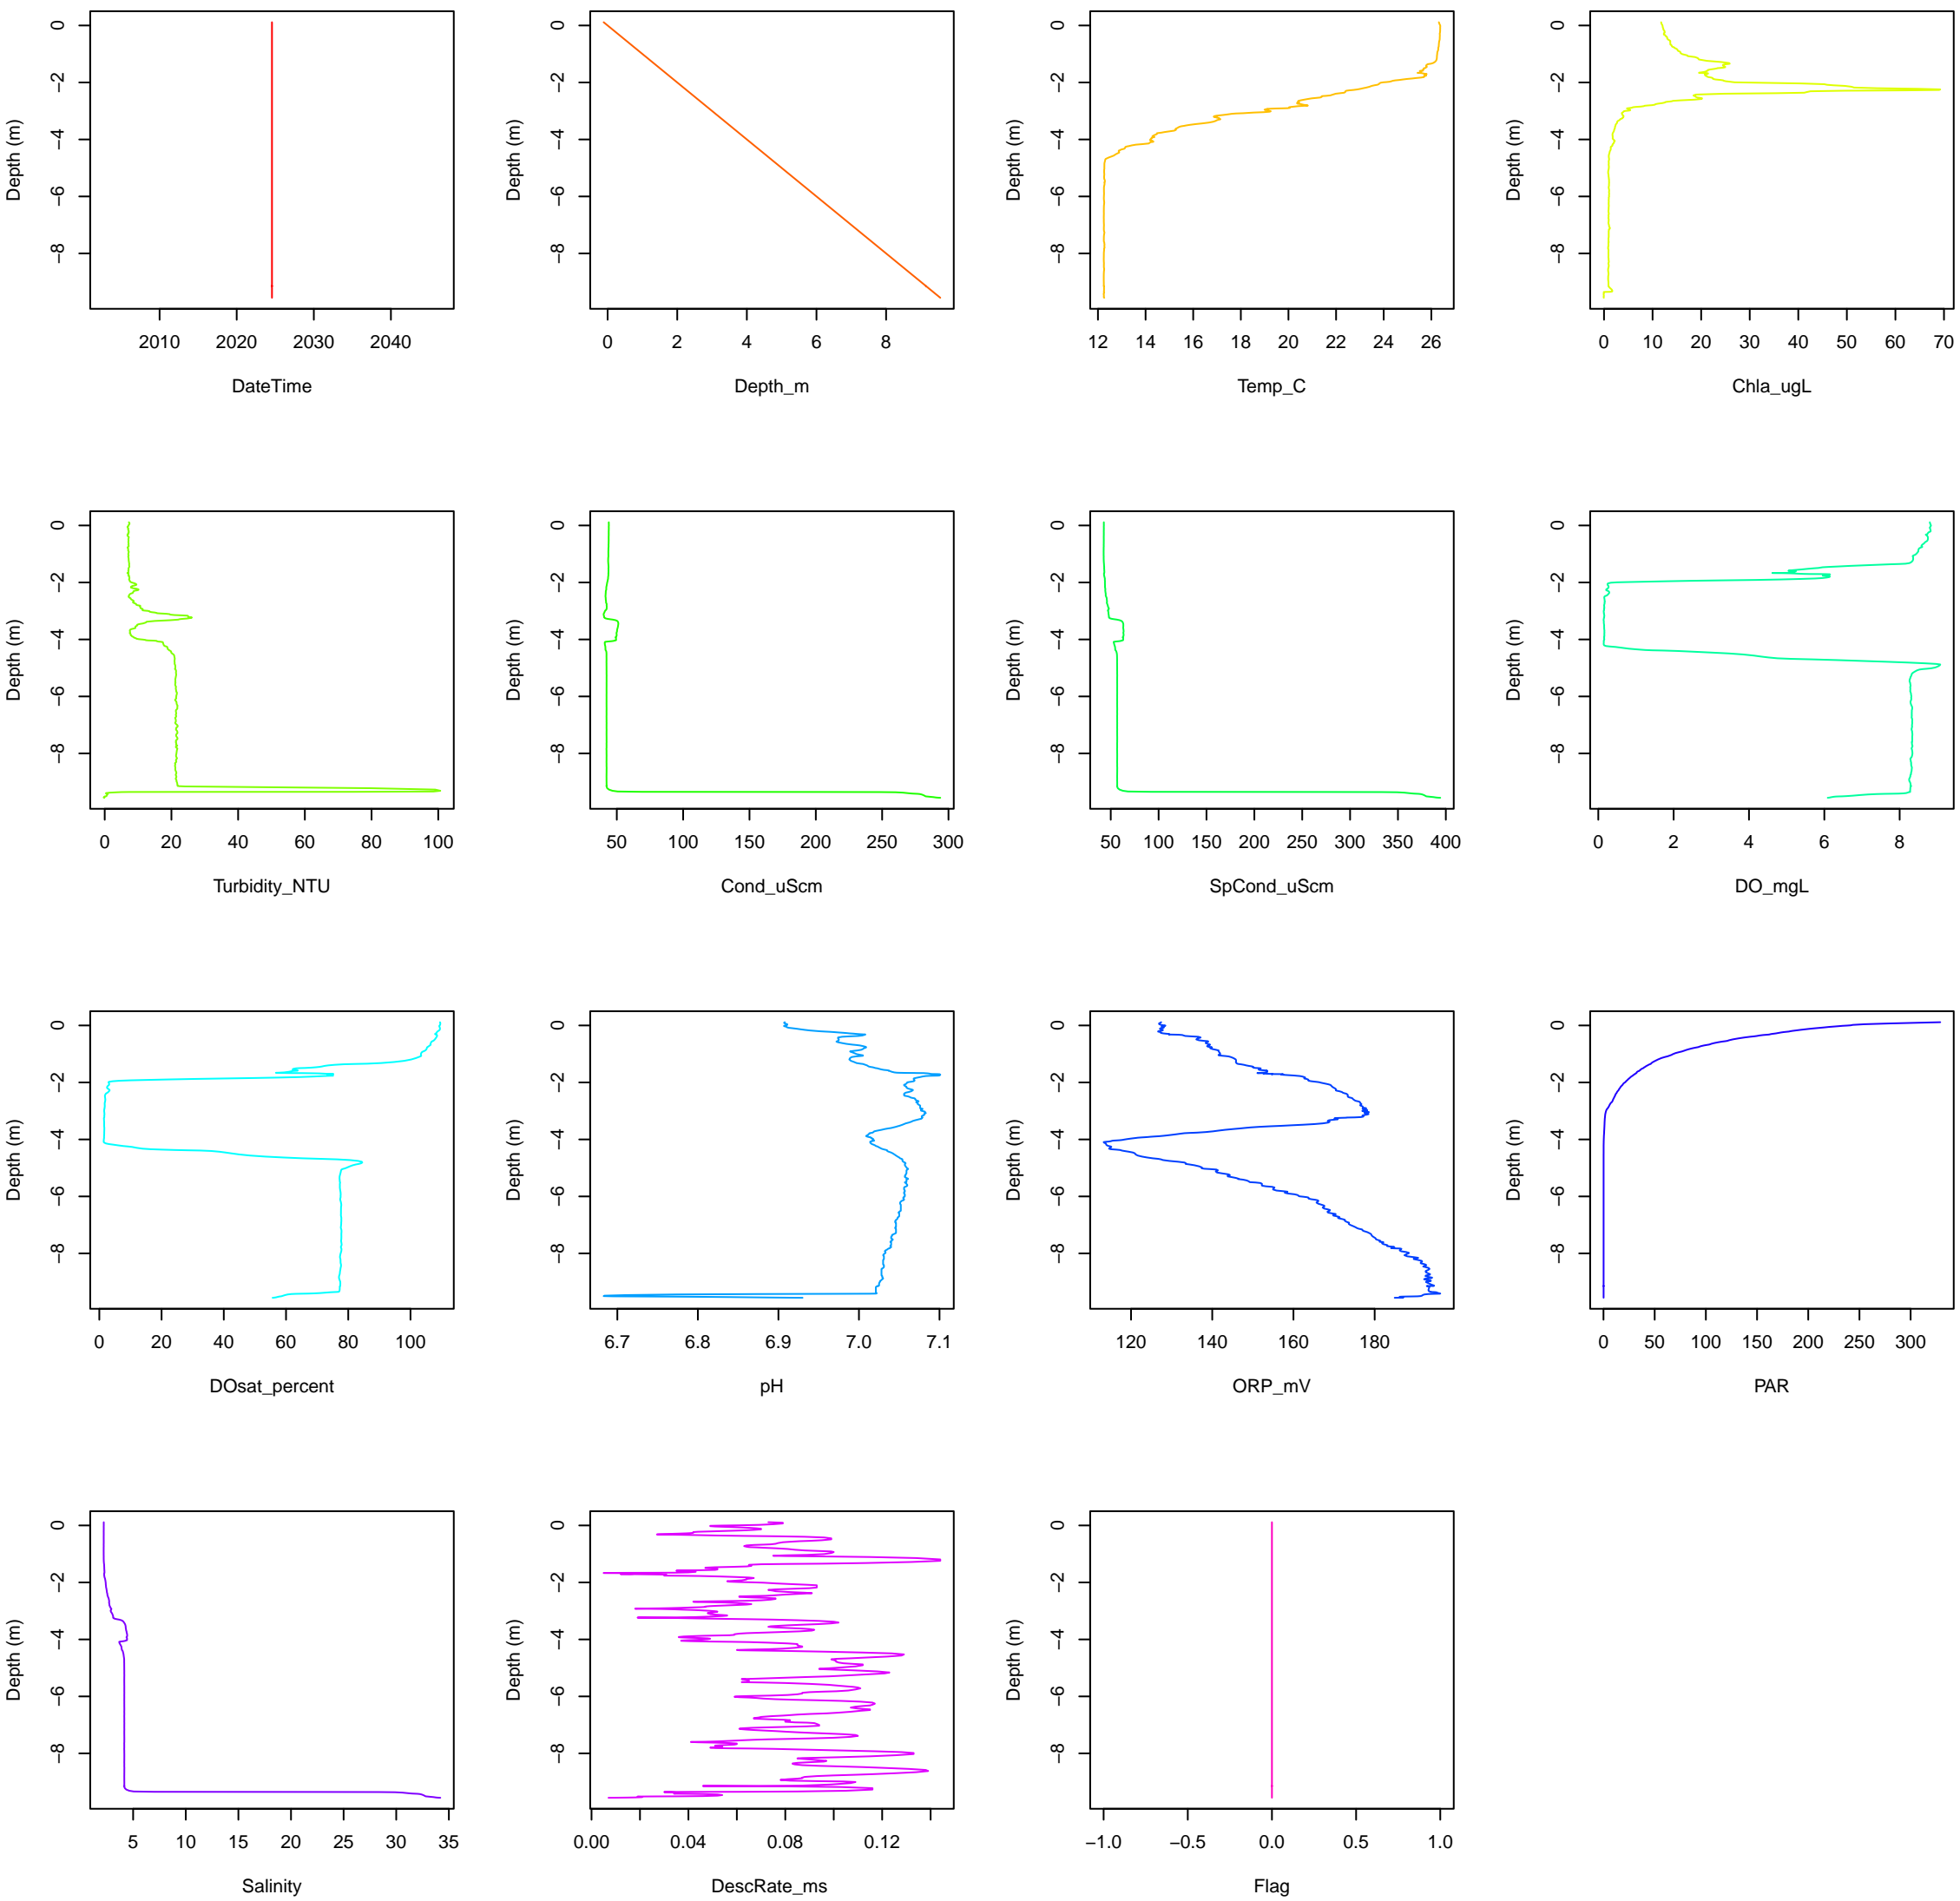 0 −2 −4 −6 −8
Depth (m)
2010 2020 2030 2040
DateTime
0 −2 −4 −6 −8
Depth (m)
0 2 4 6 8
Depth_m
0 −2 −4 −6 −8
Depth (m)
12 14 16 18 20 22 24 26
Temp_C
0 −2 −4 −6 −8
Depth (m)
0 10 20 30 40 50 60 70
Chla_ugL
0 −2 −4 −6 −8
Depth (m)
0 20 40 60 80 100
Turbidity_NTU
0 −2 −4 −6 −8
Depth (m)
50 100 150 200 250 300
Cond_uScm
0 −2 −4 −6 −8
Depth (m)
50 100 150 200 250 300 350 400
SpCond_uScm
0 −2 −4 −6 −8
Depth (m)
0 2 4 6 8
DO_mgL
0 −2 −4 −6 −8
Depth (m)
0 20 40 60 80 100
DOsat_percent
0 −2 −4 −6 −8
Depth (m)
6.7 6.8 6.9 7.0 7.1
pH
0 −2 −4 −6 −8
Depth (m)
120 140 160 180
ORP_mV
0 −2 −4 −6 −8
Depth (m)
0 50 100 150 200 250 300
PAR
0 −2 −4 −6 −8
Depth (m)
5 10 15 20 25 30 35
Salinity
0 −2 −4 −6 −8
Depth (m)
0.00 0.04 0.08 0.12
DescRate_ms
0 −2 −4 −6 −8
Depth (m)
−1.0 −0.5 0.0 0.5 1.0
Flag